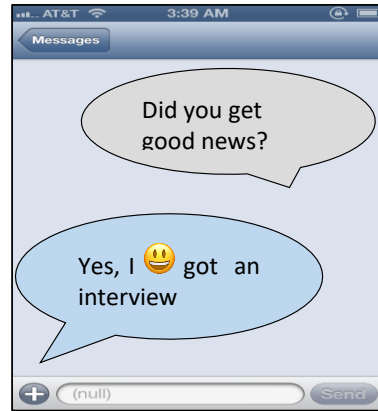 AT&T 3:39 AM
Messages
Did you get
good news?
Yes, I 😃 got an
interview
(null)
Send